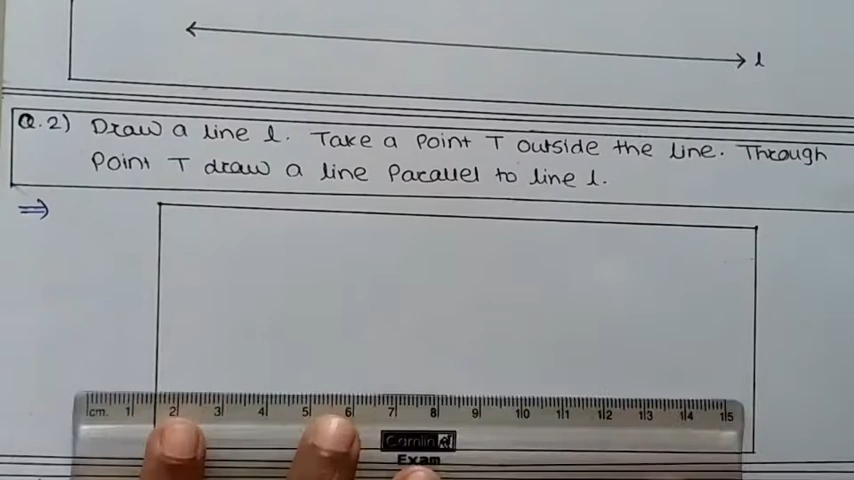 l
Q.2) Draw a line l. Take a point T outside the line. Through
point T draw a line parallel to line l.
⇒
cm. 1 2 3 4 5 6 7 8 9 10 11 12 13 14 15
Camlin
Exam